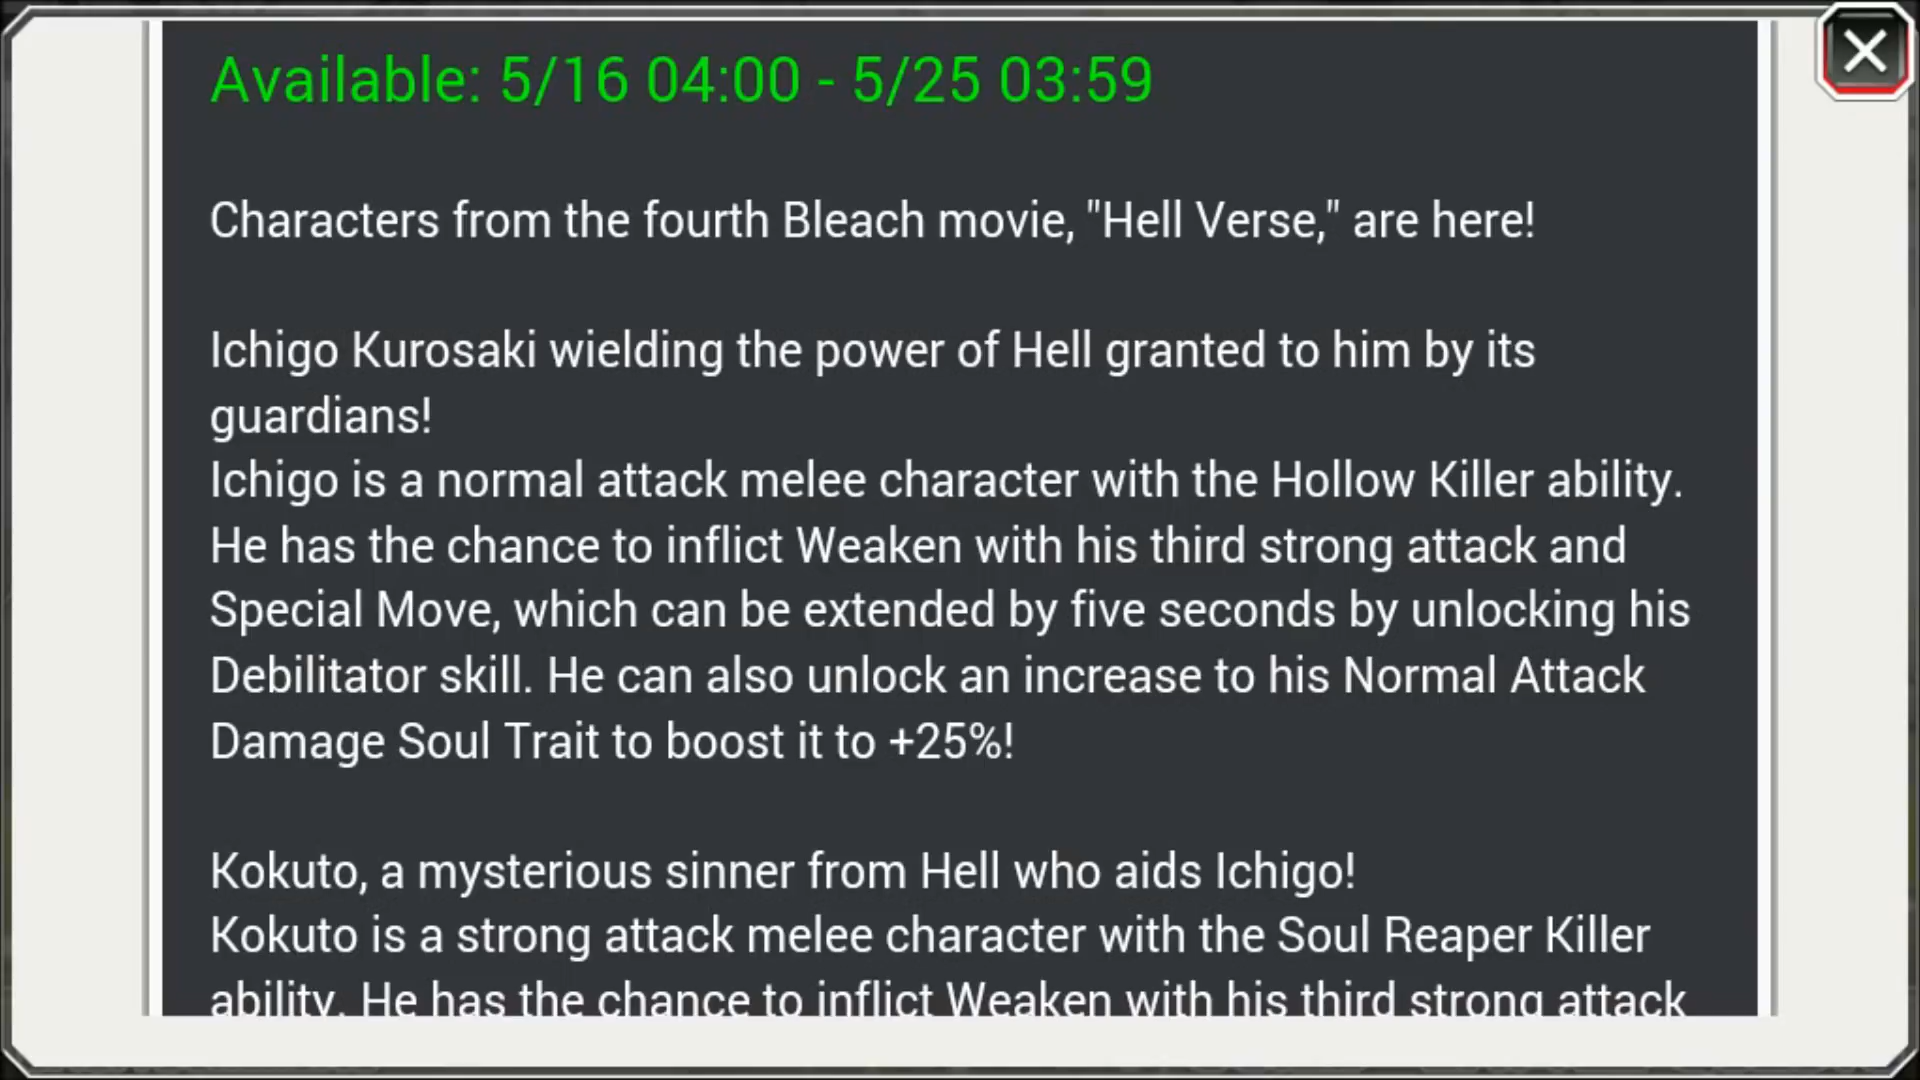 Available: 5/16 04:00 - 5/25 03:59
Characters from the fourth Bleach movie, "Hell Verse," are here!
Ichigo Kurosaki wielding the power of Hell granted to him by its
guardians!
Ichigo is a normal attack melee character with the Hollow Killer ability.
He has the chance to inflict Weaken with his third strong attack and
Special Move, which can be extended by five seconds by unlocking his
Debilitator skill. He can also unlock an increase to his Normal Attack
Damage Soul Trait to boost it to +25%!
Kokuto, a mysterious sinner from Hell who aids Ichigo!
Kokuto is a strong attack melee character with the Soul Reaper Killer
ability. He has the chance to inflict Weaken with his third strong attack